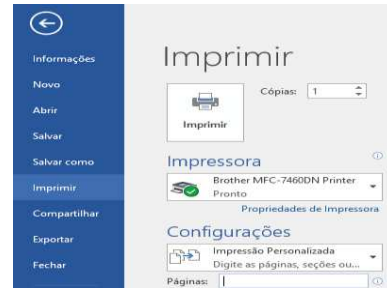 Informações
Novo
Abrir
Salvar
Salvar como
Imprimir
Compartilhar
Exportar
Fechar
Imprimir
Cópias: 1
Imprimir
Impressora
Brother MFC-7460DN Printer
Pronto
Propriedades de Impressora
Configurações
Impressão Personalizada
Digite as páginas, seções ou...
Páginas: